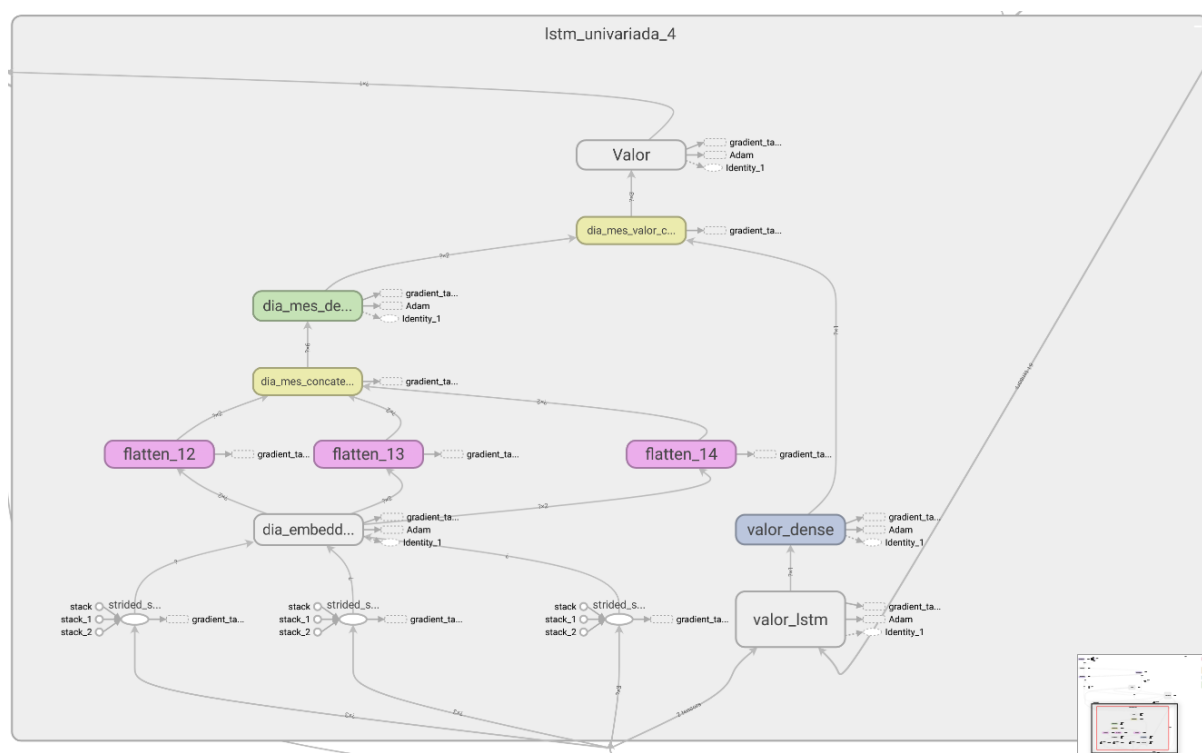 lstm_univariada_4
Valor
gradient_ta...
Adam
Identity_1
dia_mes_valor_c...
gradient_ta...
dia_mes_de...
gradient_ta...
Adam
Identity_1
dia_mes_concate...
gradient_ta...
flatten_12
gradient_ta...
flatten_13
gradient_ta...
flatten_14
gradient_ta...
dia_embedd...
gradient_ta...
Adam
Identity_1
valor_dense
gradient_ta...
Adam
Identity_1
strided_s...
stack
stack_1
stack_2
gradient_ta...
strided_s...
stack
stack_1
stack_2
gradient_ta...
strided_s...
stack
stack_1
stack_2
gradient_ta...
valor_lstm
gradient_ta...
Adam
Identity_1
2 tensors